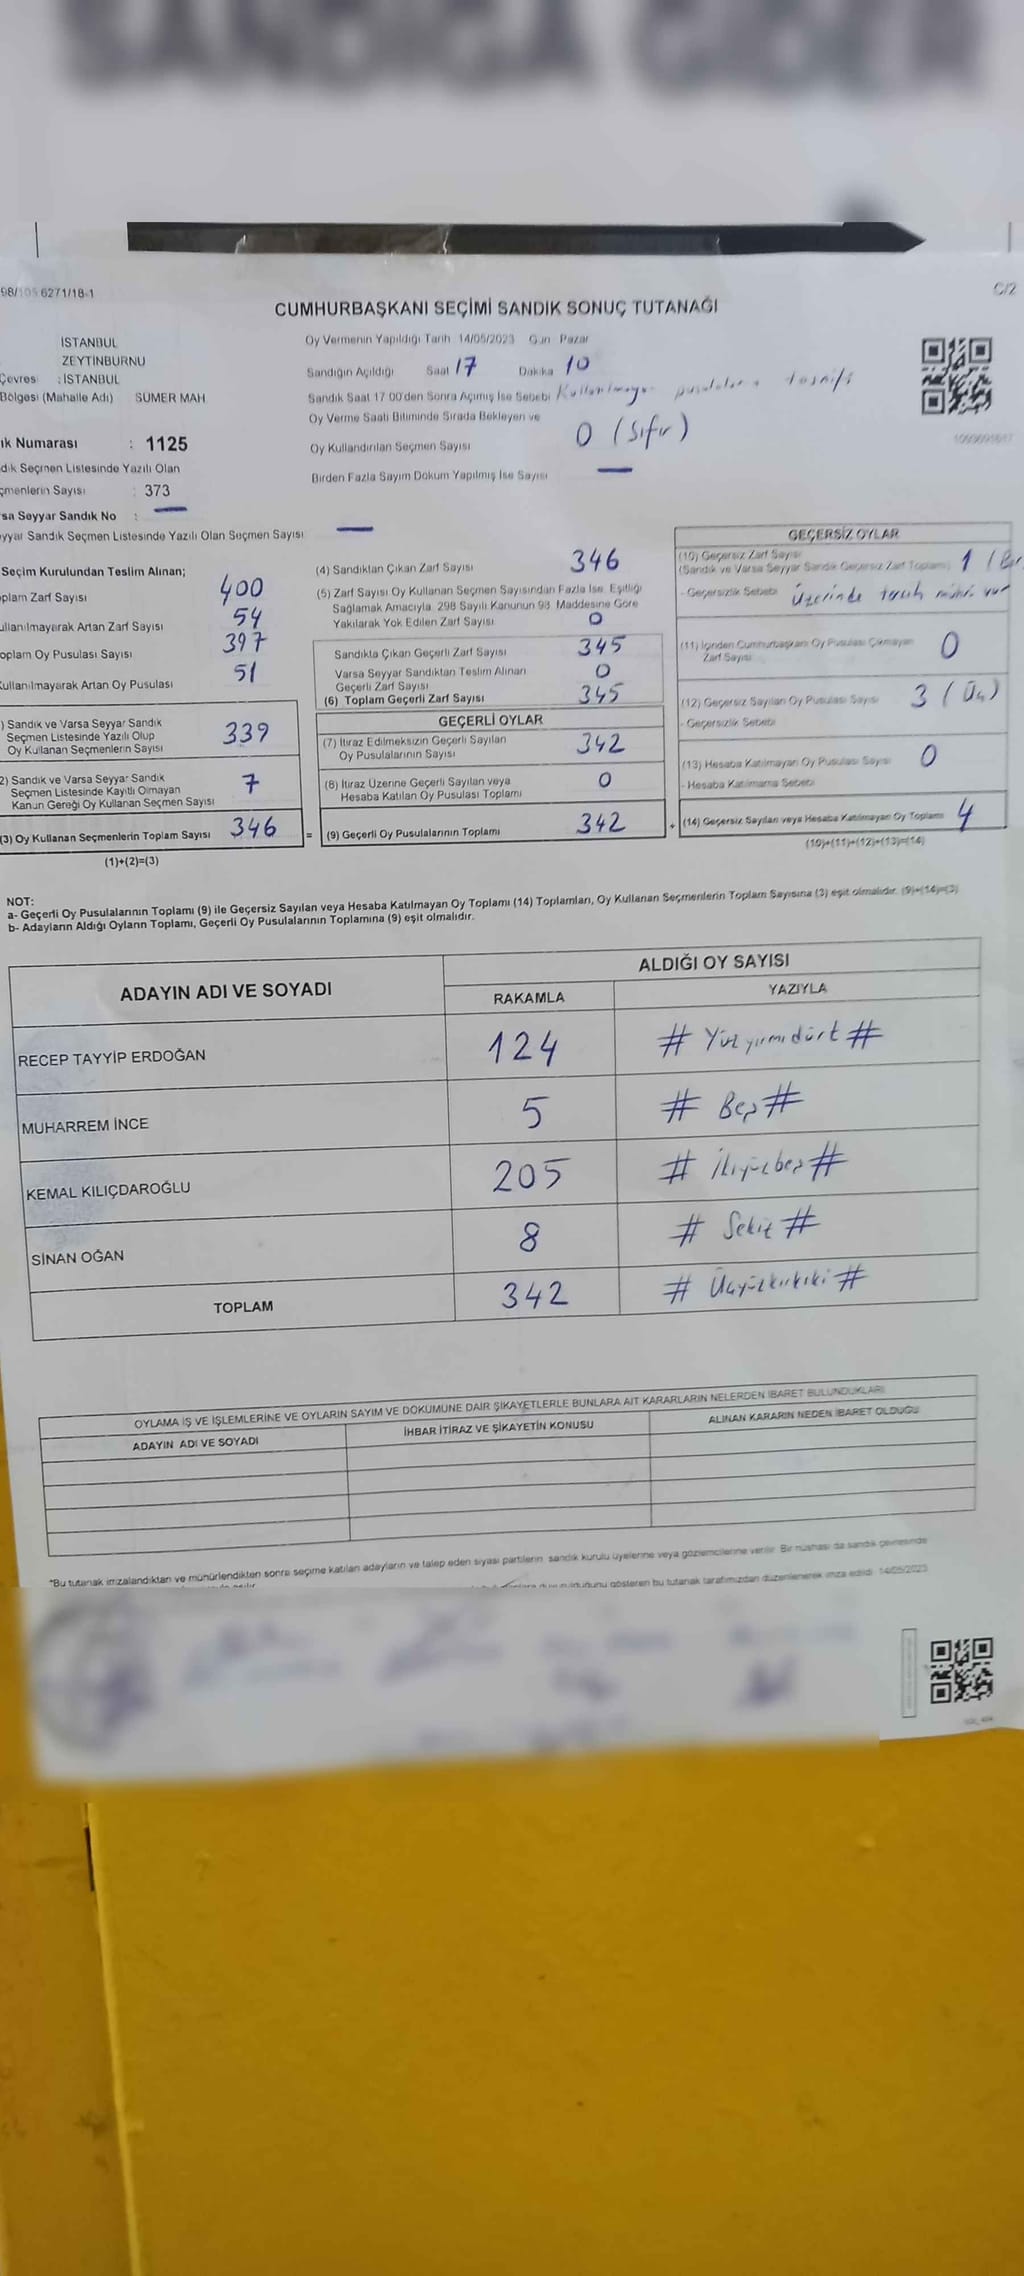 SANDIĞA GİDER
98/105 6271/18-1
C/2
CUMHURBAŞKANI SEÇİMİ SANDIK SONUÇ TUTANAĞI
İSTANBUL
ZEYTİNBURNU
Çevres : İSTANBUL
Bölgesi (Mahalle Adı) SÜMER MAH.
ık Numarası : 1125
dık Seçmen Listesinde Yazılı Olan
çmenlerin Sayısı : 373
sa Seyyar Sandık No : —
yyar Sandık Seçmen Listesinde Yazılı Olan Seçmen Sayısı —
Oy Vermenin Yapıldığı Tarih 14/05/2023 Gün Pazar
Sandığın Açıldığı Saat 17 Dakika 10
Sandık Saat 17:00'den Sonra Açımış İse Sebebi Kullanılmayan pusulaların tasnifi
Oy Verme Saati Bitiminde Sırada Bekleyen ve
Oy Kullandırılan Seçmen Sayısı 0 (Sıfır)
Birden Fazla Sayım Döküm Yapılmış İse Sayısı —
Seçim Kurulundan Teslim Alınan;
plam Zarf Sayısı 400
ullanılmayarak Artan Zarf Sayısı 54
oplam Oy Pusulası Sayısı 397
Kullanılmayarak Artan Oy Pusulası 51
) Sandık ve Varsa Seyyar Sandık
Seçmen Listesinde Yazılı Olup
Oy Kullanan Seçmenlerin Sayısı 339
2) Sandık ve Varsa Seyyar Sandık
Seçmen Listesinde Kayıtlı Olmayan
Kanun Gereği Oy Kullanan Seçmen Sayısı 7
(3) Oy Kullanan Seçmenlerin Toplam Sayısı 346
(1)+(2)=(3)
(4) Sandıktan Çıkan Zarf Sayısı 346
(5) Zarf Sayısı Oy Kullanan Seçmen Sayısından Fazla İse, Eşitliği
Sağlamak Amacıyla, 298 Sayılı Kanunun 98. Maddesine Göre
Yakılarak Yok Edilen Zarf Sayısı 0
Sandıkta Çıkan Geçerli Zarf Sayısı 345
Varsa Seyyar Sandıktan Teslim Alınan
Geçerli Zarf Sayısı 0
(6) Toplam Geçerli Zarf Sayısı 345
GEÇERLİ OYLAR
(7) İtiraz Edilmeksizin Geçerli Sayılan
Oy Pusulalarının Sayısı 342
(8) İtiraz Üzerine Geçerli Sayılan veya
Hesaba Katılan Oy Pusulası Toplamı 0
= (9) Geçerli Oy Pusulalarının Toplamı 342
GEÇERSİZ OYLAR
(10) Geçersiz Zarf Sayısı
(Sandık ve Varsa Seyyar Sandık Geçersiz Zarf Toplamı) 1 (Bir
- Geçersizlik Sebebi Üzerinde tercih mührü var
(11) İçinden Cumhurbaşkanı Oy Pusulası Çıkmayan
Zarf Sayısı 0
(12) Geçersiz Sayılan Oy Pusulası Sayısı 3 (Üç)
- Geçersizlik Sebebi
(13) Hesaba Katılmayan Oy Pusulası Sayısı 0
- Hesaba Katılmama Sebebi
+ (14) Geçersiz Sayılan veya Hesaba Katılmayan Oy Toplamı 4
(10)+(11)+(12)+(13)=(14)
NOT:
a- Geçerli Oy Pusulalarının Toplamı (9) ile Geçersiz Sayılan veya Hesaba Katılmayan Oy Toplamı (14) Toplamları, Oy Kullanan Seçmenlerin Toplam Sayısına (3) eşit olmalıdır. (9)+(14)=(3)
b- Adayların Aldığı Oyların Toplamı, Geçerli Oy Pusulalarının Toplamına (9) eşit olmalıdır.
ADAYIN ADI VE SOYADI ALDIĞI OY SAYISI
RAKAMLA YAZIYLA
RECEP TAYYİP ERDOĞAN 124 # Yüzyirmidört #
MUHARREM İNCE 5 # Beş #
KEMAL KILIÇDAROĞLU 205 # İkiyüzbeş #
SİNAN OĞAN 8 # Sekiz #
TOPLAM 342 # Üçyüzkırkiki #
OYLAMA İŞ VE İŞLEMLERİNE VE OYLARIN SAYIM VE DÖKÜMÜNE DAİR ŞİKAYETLERLE BUNLARA AİT KARARLARIN NELERDEN İBARET BULUNDUKLARI
ADAYIN ADI VE SOYADI İHBAR İTİRAZ VE ŞİKAYETİN KONUSU ALINAN KARARIN NEDEN İBARET OLDUĞU
*Bu tutanak imzalandıktan ve mühürlendikten sonra seçime katılan adayların ve talep eden siyasi partilerin sandık kurulu üyelerine veya gözlemcilerine verilir. Bir nüshası da sandık çevresinde
duyurulduğunu gösteren bu tutanak tarafımızdan düzenlenerek imza edildi. 14/05/2023